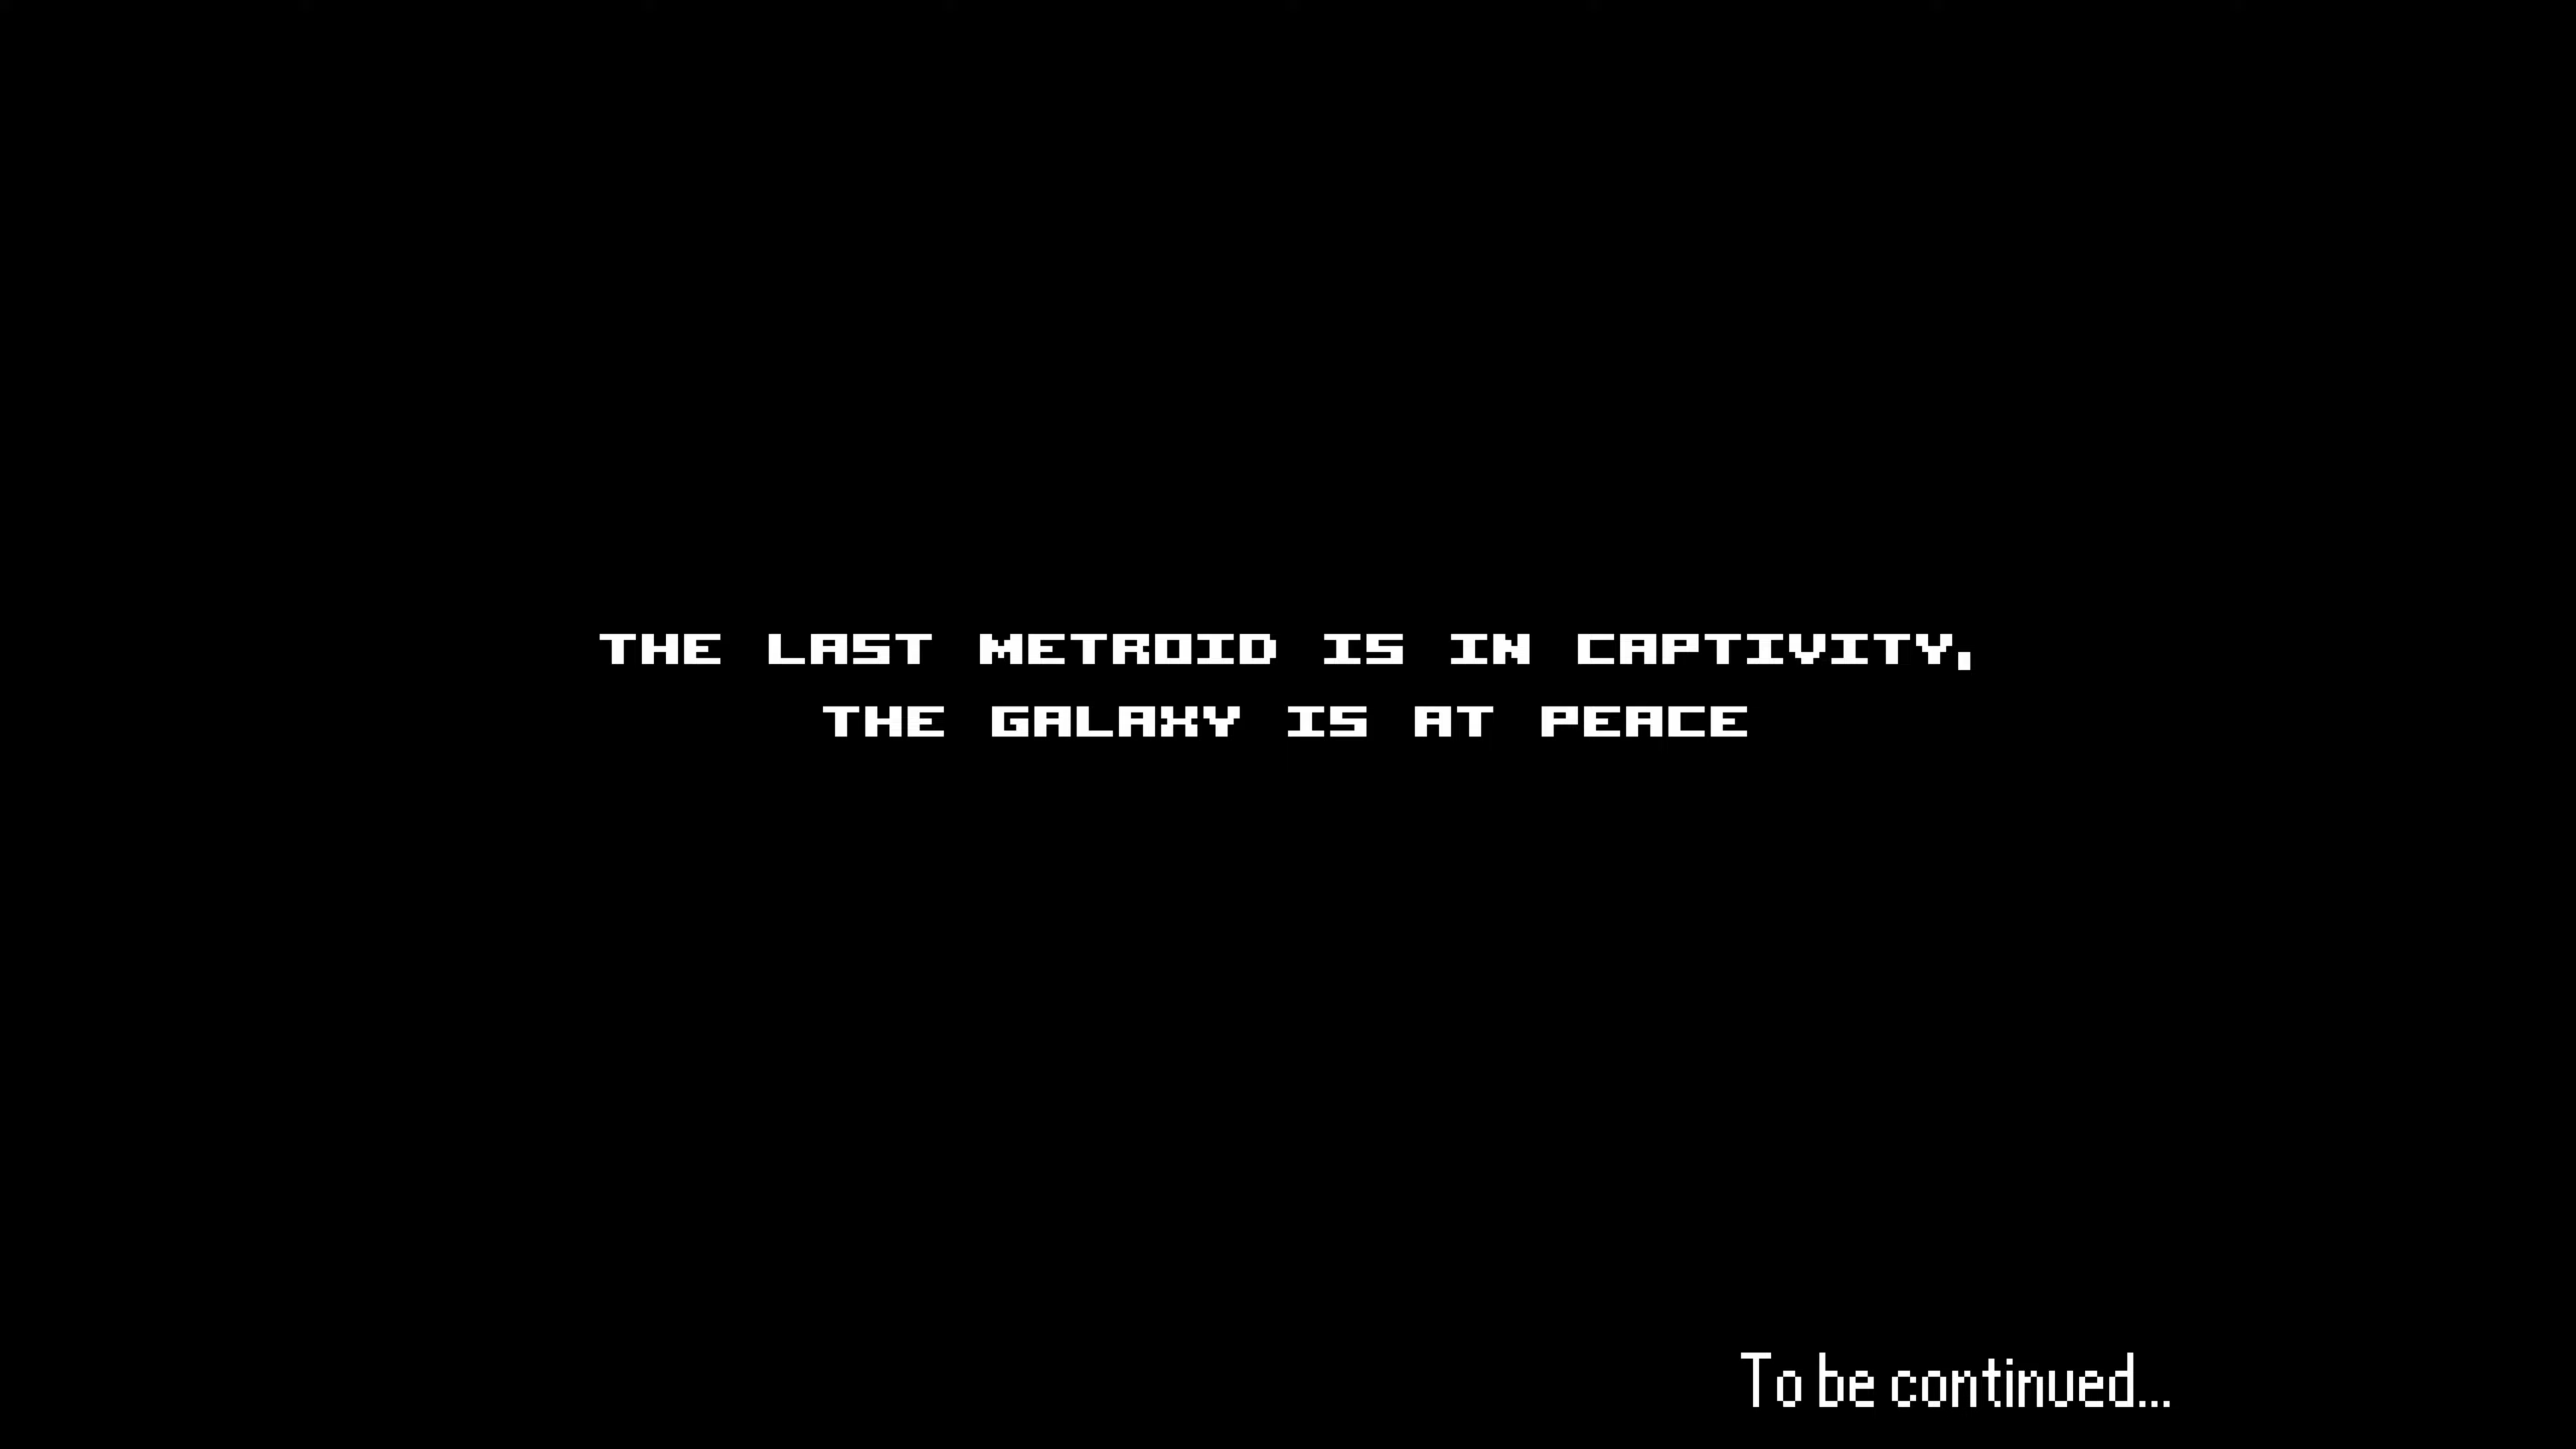 THE LAST METROID IS IN CAPTIVITY,
THE GALAXY IS AT PEACE
To be continued...